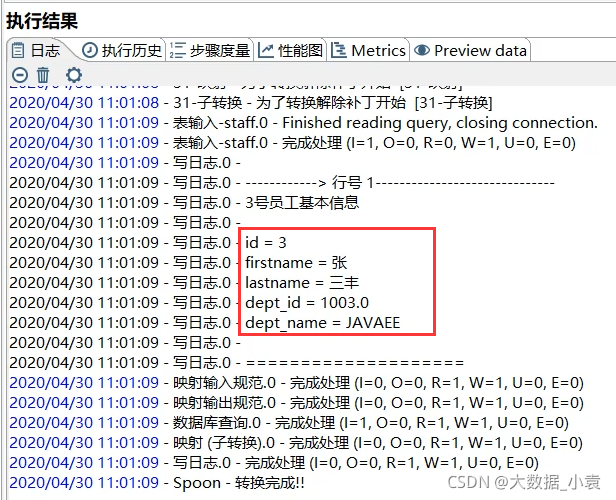 执行结果
日志 执行历史 步骤度量 性能图 Metrics Preview data
2020/04/30 11:01:08 - 31-子转换 - 为了转换解除补丁开始 [31-子转换]
2020/04/30 11:01:09 - 表输入-staff.0 - Finished reading query, closing connection.
2020/04/30 11:01:09 - 表输入-staff.0 - 完成处理 (I=1, O=0, R=0, W=1, U=0, E=0)
2020/04/30 11:01:09 - 写日志.0 -
2020/04/30 11:01:09 - 写日志.0 - ------------> 行号 1------------------------------
2020/04/30 11:01:09 - 写日志.0 - 3号员工基本信息
2020/04/30 11:01:09 - 写日志.0 -
2020/04/30 11:01:09 - 写日志.0 - id = 3
2020/04/30 11:01:09 - 写日志.0 - firstname = 张
2020/04/30 11:01:09 - 写日志.0 - lastname = 三丰
2020/04/30 11:01:09 - 写日志.0 - dept_id = 1003.0
2020/04/30 11:01:09 - 写日志.0 - dept_name = JAVAEE
2020/04/30 11:01:09 - 写日志.0 -
2020/04/30 11:01:09 - 写日志.0 - ====================
2020/04/30 11:01:09 - 映射输入规范.0 - 完成处理 (I=0, O=0, R=1, W=1, U=0, E=0)
2020/04/30 11:01:09 - 映射输出规范.0 - 完成处理 (I=0, O=0, R=1, W=1, U=0, E=0)
2020/04/30 11:01:09 - 数据库查询.0 - 完成处理 (I=1, O=0, R=1, W=1, U=0, E=0)
2020/04/30 11:01:09 - 映射 (子转换).0 - 完成处理 (I=0, O=0, R=1, W=1, U=0, E=0)
2020/04/30 11:01:09 - 写日志.0 - 完成处理 (I=0, O=0, R=1, W=1, U=0, E=0)
2020/04/30 11:01:09 - Spoon - 转换完成!!
CSDN @大数据_小袁